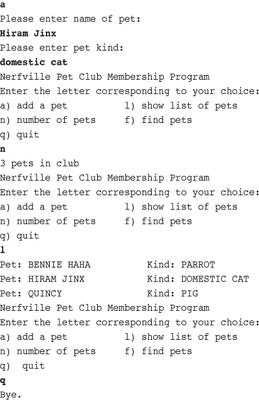 a
Please enter name of pet:
Hiram Jinx
Please enter pet kind:
domestic cat
Nerfville Pet Club Membership Program
Enter the letter corresponding to your choice:
a) add a pet l) show list of pets
n) number of pets f) find pets
q) quit
n
3 pets in club
Nerfville Pet Club Membership Program
Enter the letter corresponding to your choice:
a) add a pet l) show list of pets
n) number of pets f) find pets
q) quit
l
Pet: BENNIE HAHA Kind: PARROT
Pet: HIRAM JINX Kind: DOMESTIC CAT
Pet: QUINCY Kind: PIG
Nerfville Pet Club Membership Program
Enter the letter corresponding to your choice:
a) add a pet l) show list of pets
n) number of pets f) find pets
q) quit
q
Bye.